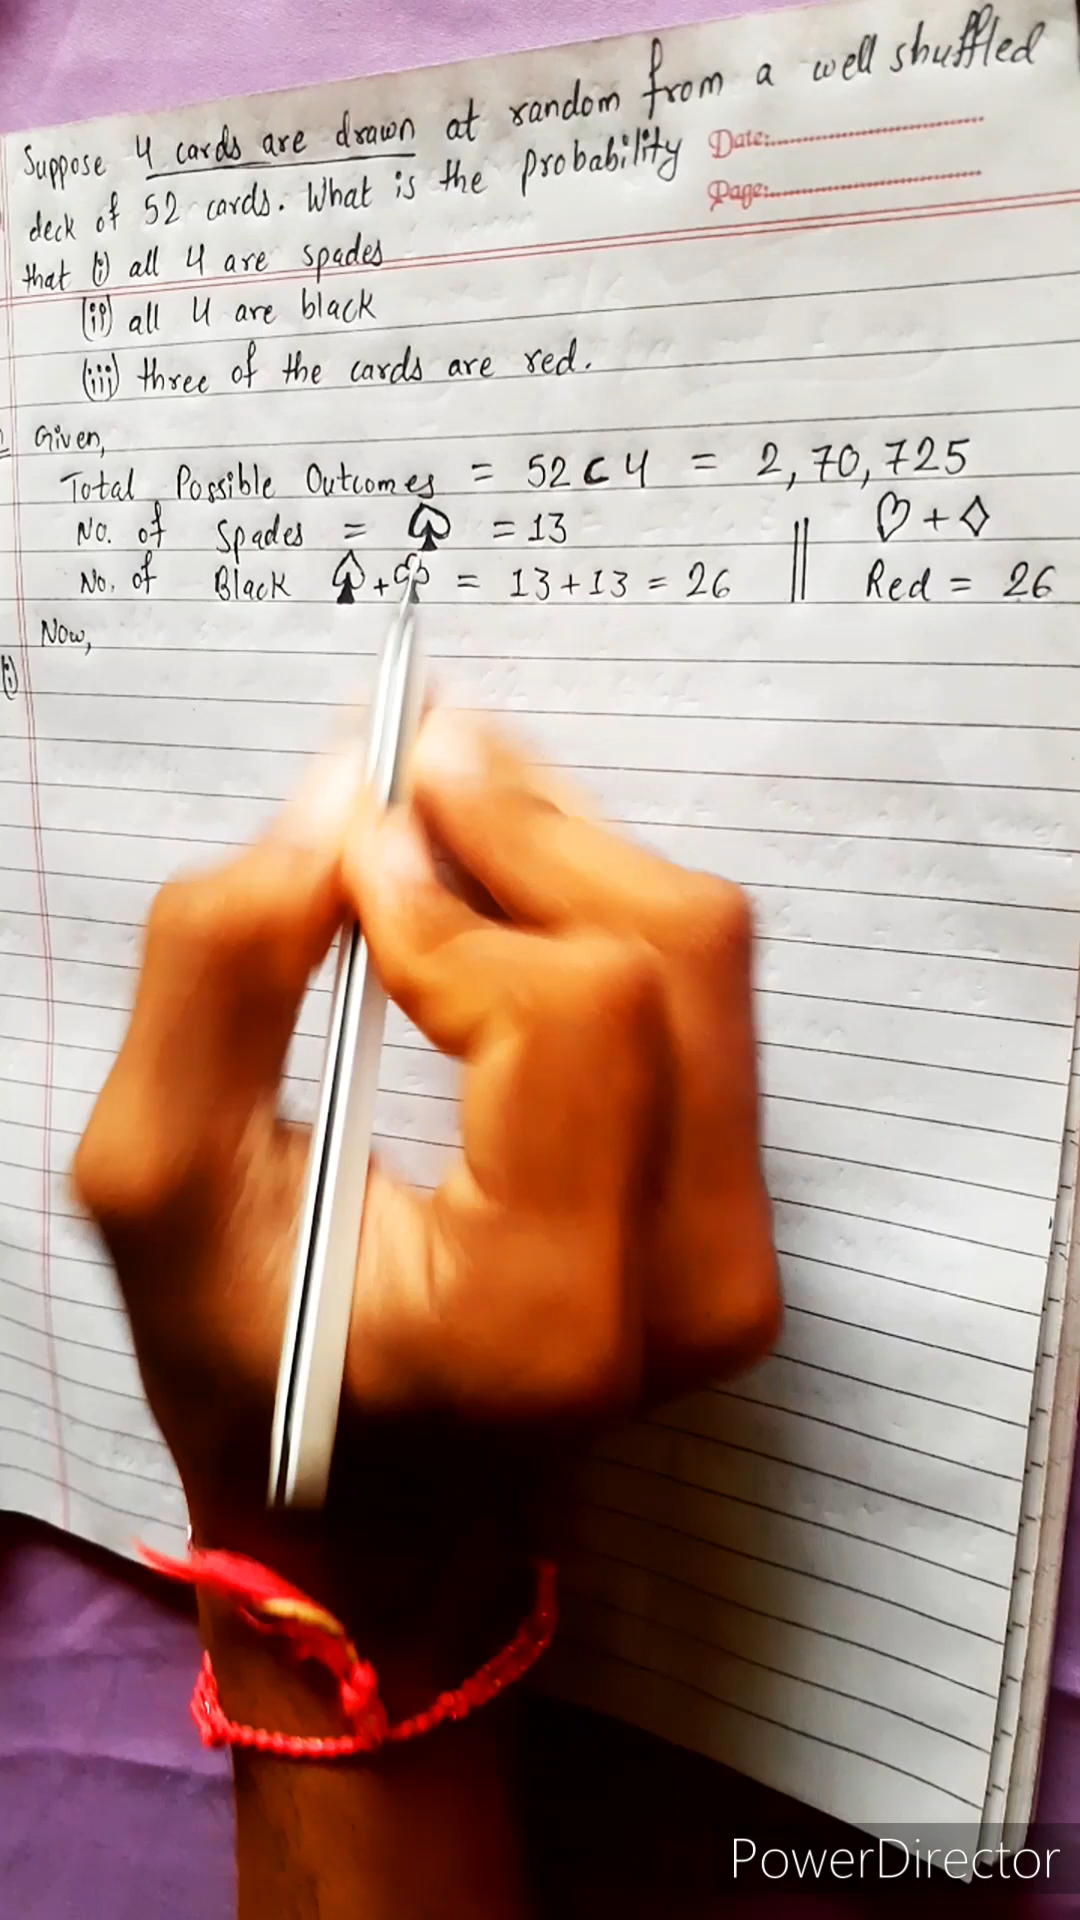 Suppose 4 cards are drawn at random from a well shuffled
deck of 52 cards. What is the probability
Date:
Page:
that (i) all 4 are spades
(ii) all 4 are black
(iii) three of the cards are red.
Given,
Total Possible Outcomes = 52C4 = 2,70,725
No. of Spades = ♠ = 13
♡ + ◇
No. of Black ♠ + ♣ = 13 + 13 = 26 || Red = 26
Now,
(i)
PowerDirector